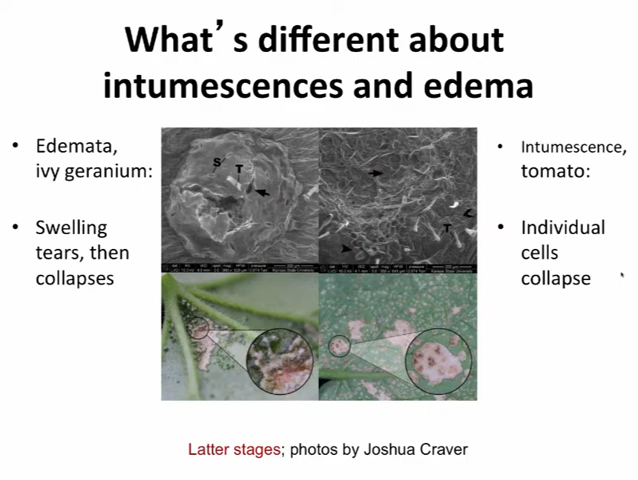 What's different about
intumescences and edema
• Edemata,
ivy geranium:
• Swelling
tears, then
collapses
S
T
T
• Intumescence,
tomato:
• Individual
cells
collapse
Latter stages; photos by Joshua Craver